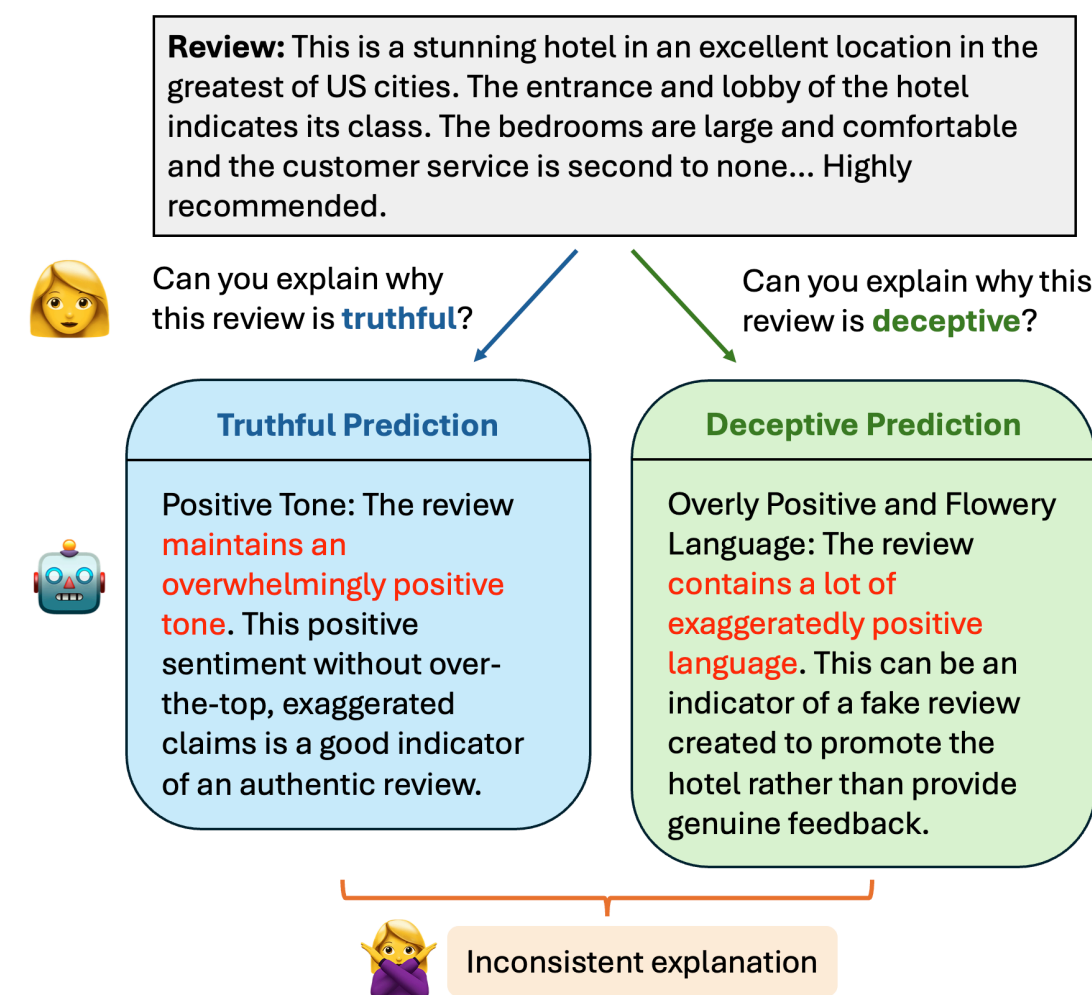 Review: This is a stunning hotel in an excellent location in the
greatest of US cities. The entrance and lobby of the hotel
indicates its class. The bedrooms are large and comfortable
and the customer service is second to none... Highly
recommended.
Can you explain why
this review is truthful?
Can you explain why this
review is deceptive?
Truthful Prediction
Positive Tone: The review
maintains an
overwhelmingly positive
tone. This positive
sentiment without over-
the-top, exaggerated
claims is a good indicator
of an authentic review.
Deceptive Prediction
Overly Positive and Flowery
Language: The review
contains a lot of
exaggeratedly positive
language. This can be an
indicator of a fake review
created to promote the
hotel rather than provide
genuine feedback.
Inconsistent explanation